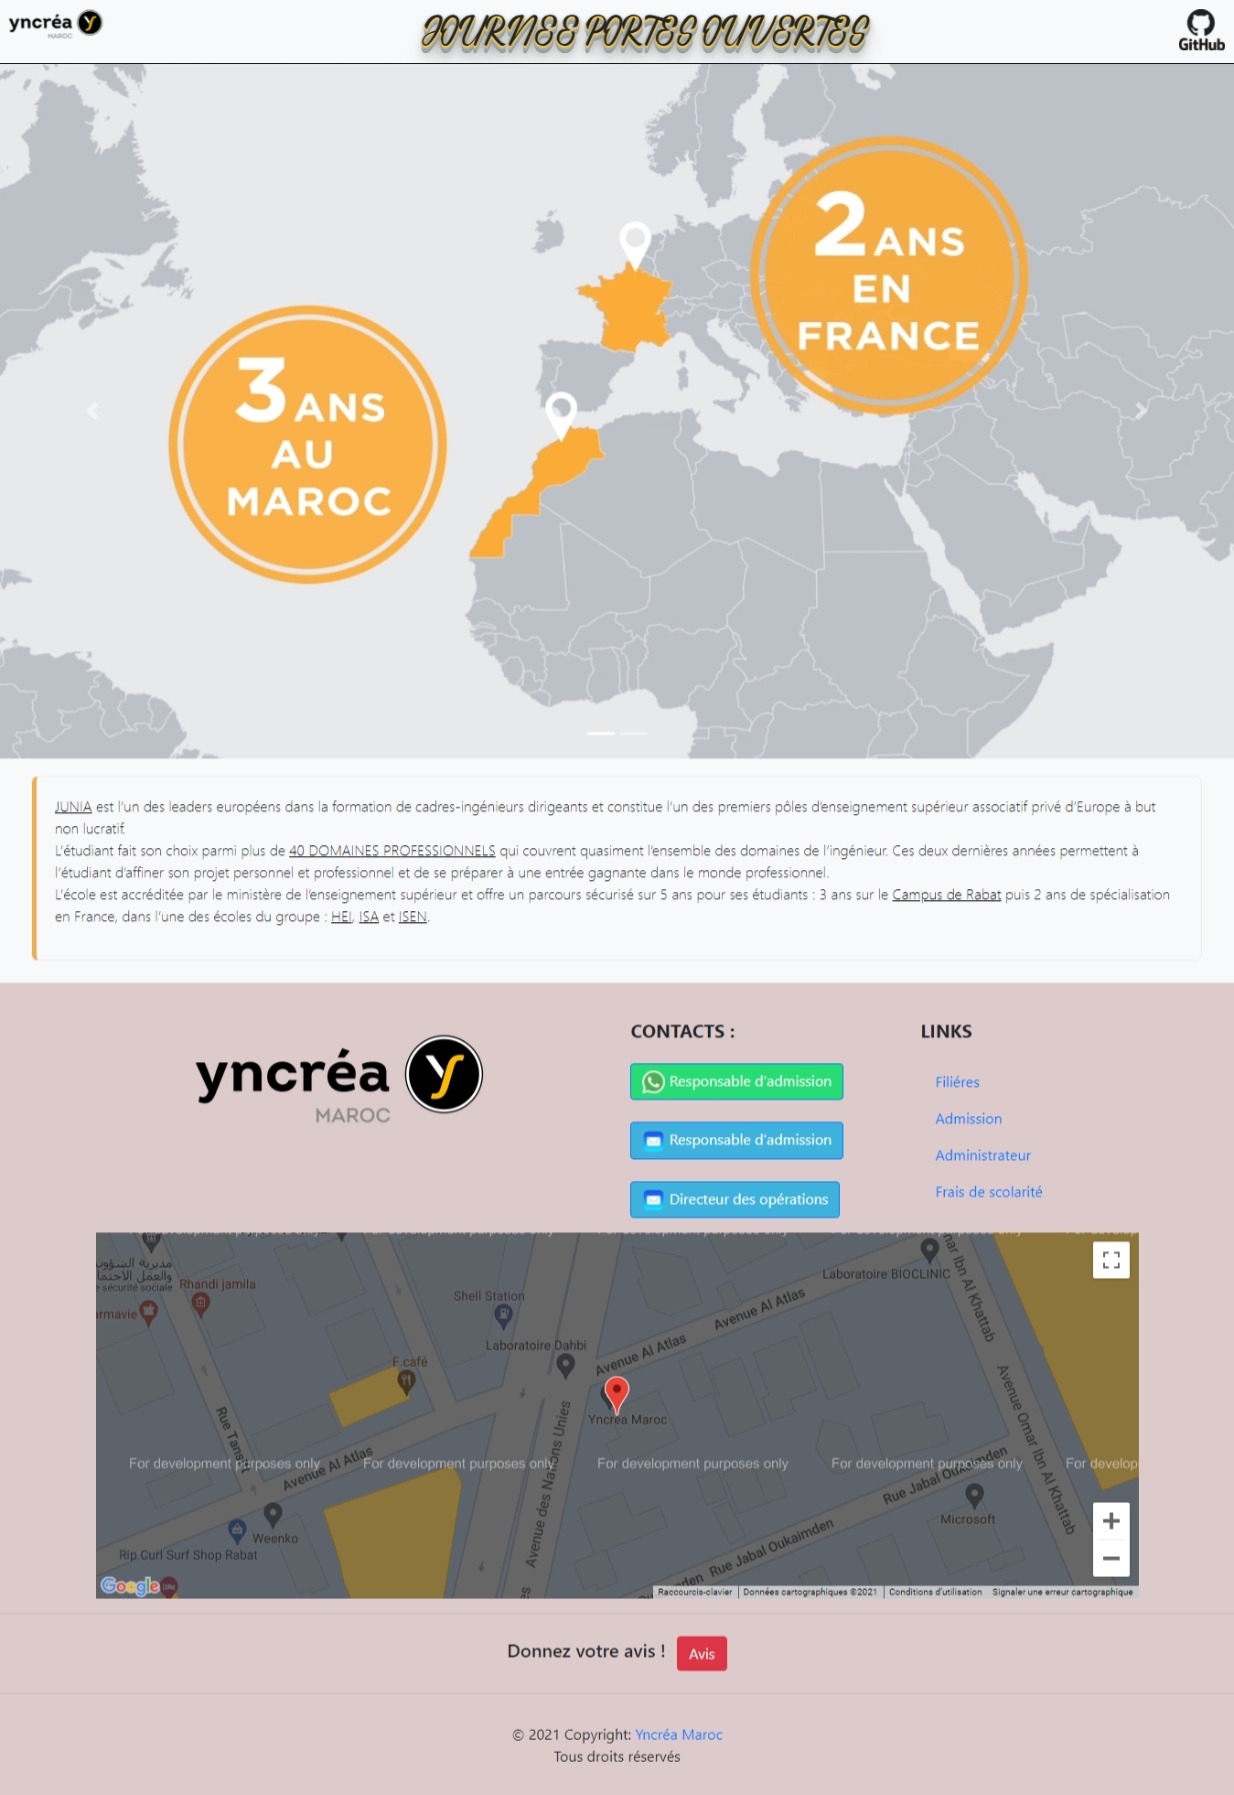 yncréa
MAROC
JOURNEE PORTES OUVERTES
GitHub
2 ANS
EN
FRANCE
3 ANS
AU
MAROC
JUNIA est l'un des leaders européens dans la formation de cadres-ingénieurs dirigeants et constitue l'un des premiers pôles d'enseignement supérieur associatif privé d'Europe à but
non lucratif.
L'étudiant fait son choix parmi plus de 40 DOMAINES PROFESSIONNELS qui couvrent quasiment l'ensemble des domaines de l'ingénieur. Ces deux dernières années permettent à
l'étudiant d'affiner son projet personnel et professionnel et de se préparer à une entrée gagnante dans le monde professionnel.
L'école est accréditée par le ministère de l'enseignement supérieur et offre un parcours sécurisé sur 5 ans pour ses étudiants : 3 ans sur le Campus de Rabat puis 2 ans de spécialisation
en France, dans l'une des écoles du groupe : HEI, ISA et ISEN.
yncréa
MAROC
CONTACTS :
Responsable d'admission
Responsable d'admission
Directeur des opérations
LINKS
Filiéres
Admission
Administrateur
Frais de scolarité
مديرية الشؤون
والعمل الاجتما
e sécurité sociale
Rhandi jamila
armavie
Shell Station
Laboratoire Dahbi
F.café
Laboratoire BIOCLINIC
Avenue Al Atlas
Avenue Al Atlas
Yncrea Maroc
Rue Tansift
Avenue Al Atlas
Avenue des Nations Unies
nar Ibn Al Khattab
Avenue Omar Ibn Al Khattab
For development purposes only
For development purposes only
For development purposes only
For development purposes only
For develop
Rue Jabal Oukaimden
Rue Jabal Oukaimden
Weenko
Rip Curl Surf Shop Rabat
Microsoft
Google
Raccourcis-clavier
Données cartographiques ©2021
Conditions d'utilisation
Signaler une erreur cartographique
Donnez votre avis !
Avis
© 2021 Copyright: Yncréa Maroc
Tous droits réservés